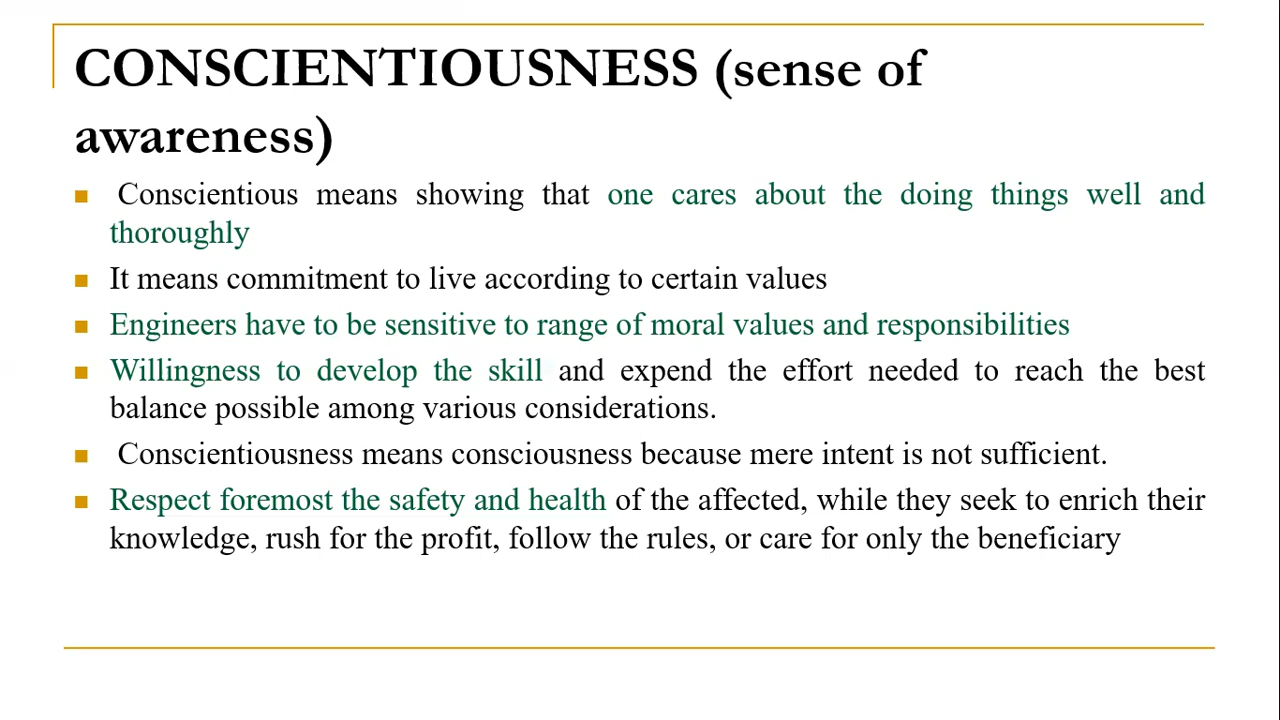 CONSCIENTIOUSNESS (sense of
awareness)
Conscientious means showing that one cares about the doing things well and
thoroughly
It means commitment to live according to certain values
Engineers have to be sensitive to range of moral values and responsibilities
Willingness to develop the skill and expend the effort needed to reach the best
balance possible among various considerations.
Conscientiousness means consciousness because mere intent is not sufficient.
Respect foremost the safety and health of the affected, while they seek to enrich their
knowledge, rush for the profit, follow the rules, or care for only the beneficiary